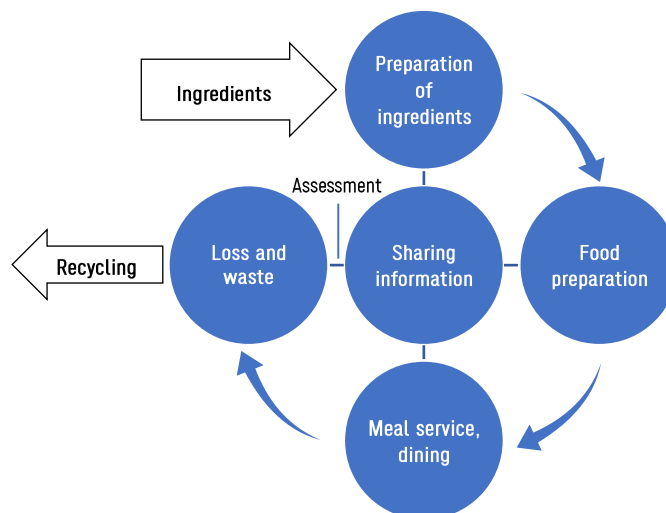 Preparation
of
ingredients
Ingredients
Assessment
Loss and
waste
Sharing
information
Food
preparation
Recycling
Meal service,
dining